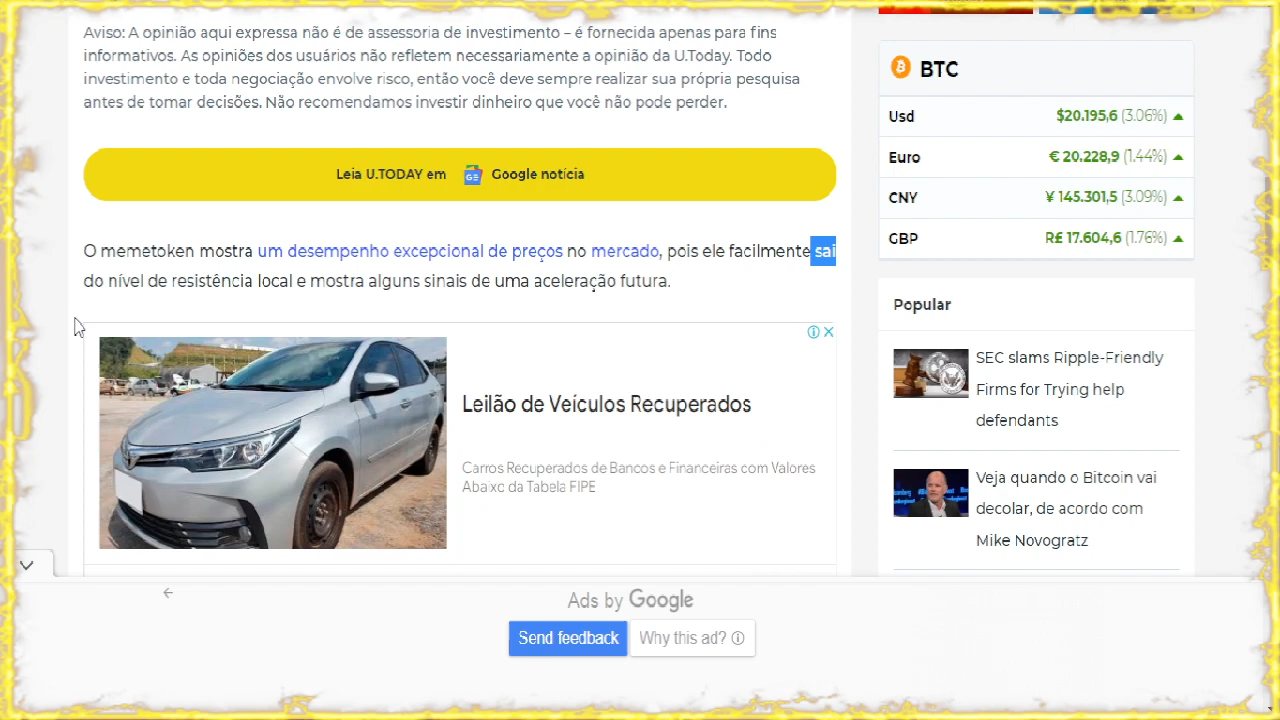 Aviso: A opinião aqui expressa não é de assessoria de investimento – é fornecida apenas para fins
informativos. As opiniões dos usuários não refletem necessariamente a opinião da U.Today. Todo
investimento e toda negociação envolve risco, então você deve sempre realizar sua própria pesquisa
antes de tomar decisões. Não recomendamos investir dinheiro que você não pode perder.
Leia U.TODAY em GE Google notícia
O memetoken mostra um desempenho excepcional de preços no mercado, pois ele facilmente sai
do nível de resistência local e mostra alguns sinais de uma aceleração futura.
Leilão de Veículos Recuperados
Carros Recuperados de Bancos e Financeiras com Valores
Abaixo da Tabela FIPE
BTC
Usd $20.195,6 (3.06%)
Euro € 20.228,9 (1.44%)
CNY ¥ 145.301,5 (3.09%)
GBP R£ 17.604,6 (1.76%)
Popular
SEC slams Ripple-Friendly
Firms for Trying help
defendants
Veja quando o Bitcoin vai
decolar, de acordo com
Mike Novogratz
Ads by Google
Send feedback
Why this ad?